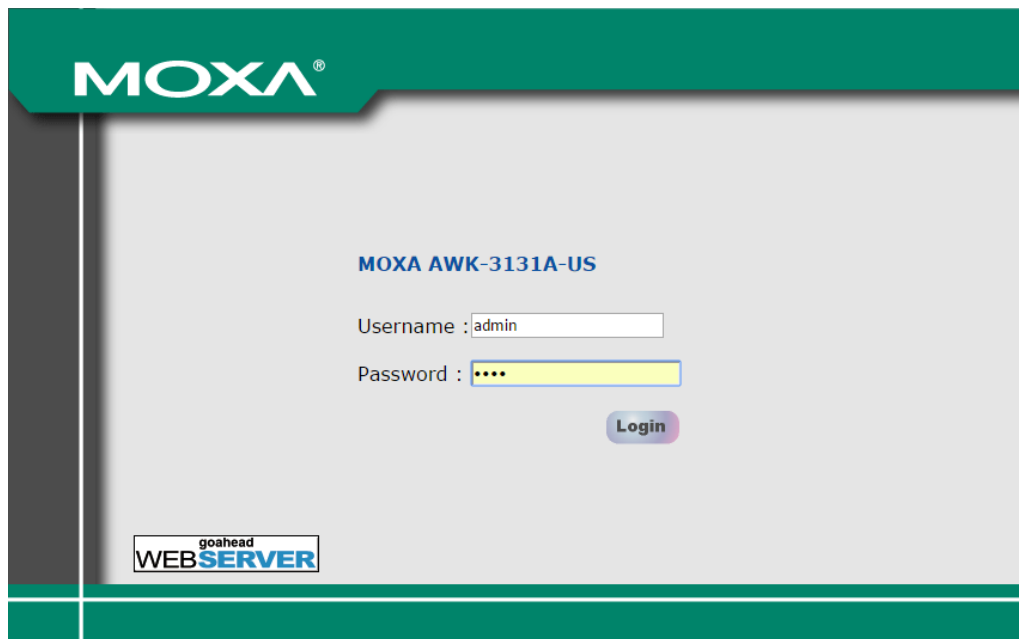 MOXA®
MOXA AWK-3131A-US
Username : admin
Password : ••••
Login
goahead
WEBSERVER